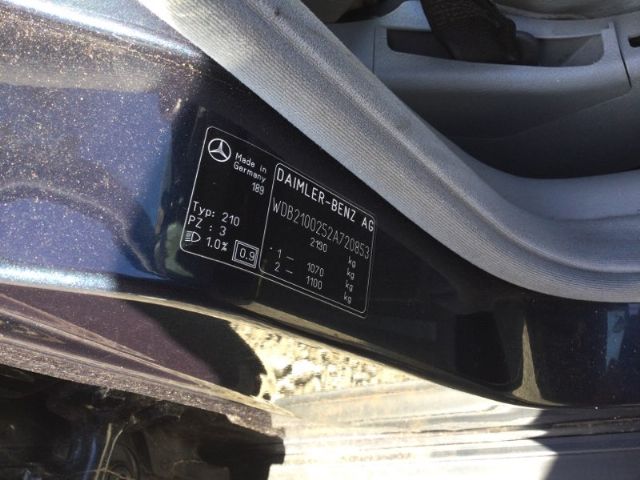 Made in
Germany
189
Typ: 210
PZ : 3
1.0% 0.9
DAIMLER-BENZ AG
WDB2100252A720853
2190 kg
1 — 1070 kg
2 — 1100 kg